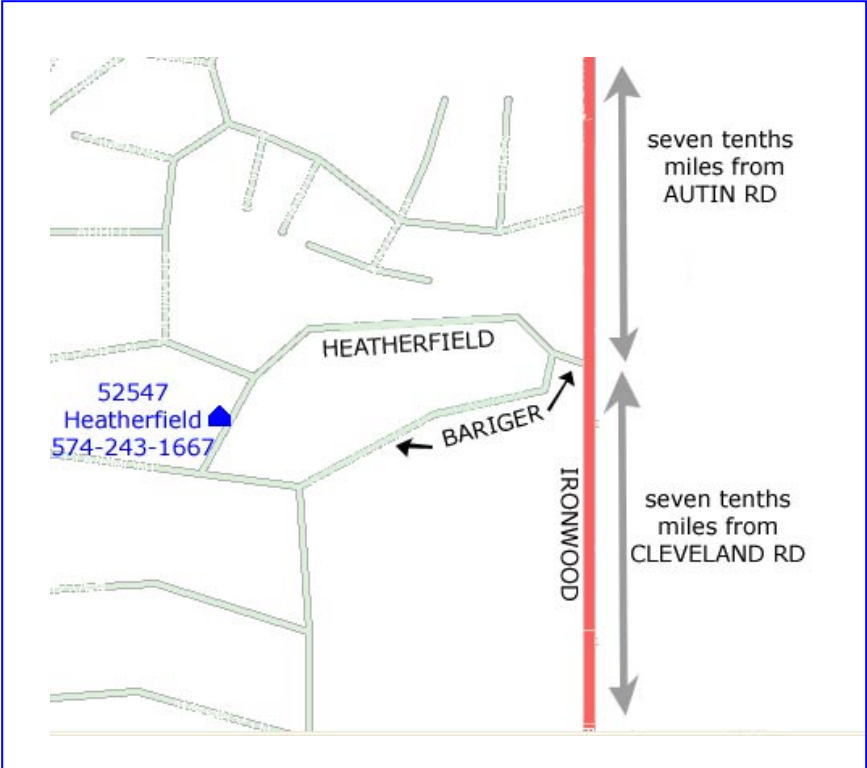 seven tenths
miles from
AUTIN RD
HEATHERFIELD
52547
Heatherfield
574-243-1667
BARIGER
IRONWOOD
seven tenths
miles from
CLEVELAND RD